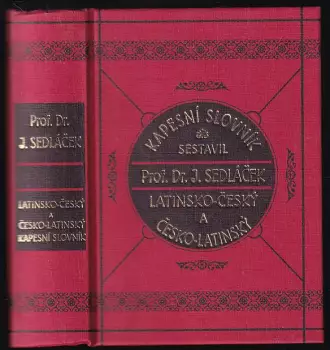 Prof. Dr.
J. SEDLÁČEK
LATINSKO-ČESKÝ
A
ČESKO-LATINSKÝ
KAPESNÍ SLOVNÍK
KAPESNÍ SLOVNÍK
SESTAVIL
Prof. Dr. J. SEDLÁČEK
LATINSKO-ČESKÝ
A
ČESKO-LATINSKÝ